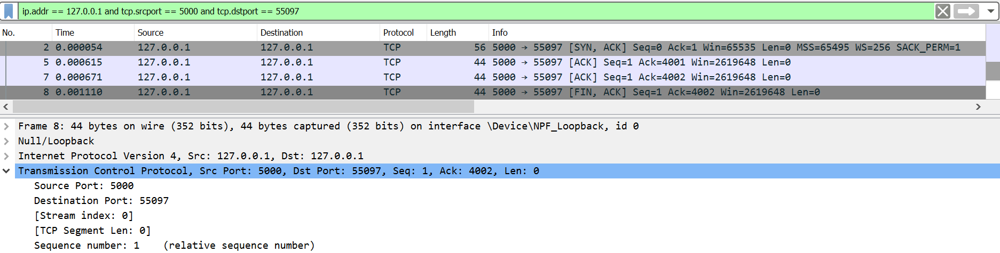 ip.addr == 127.0.0.1 and tcp.srcport == 5000 and tcp.dstport == 55097
No. Time Source Destination Protocol Length Info
2 0.000054 127.0.0.1 127.0.0.1 TCP 56 5000 → 55097 [SYN, ACK] Seq=0 Ack=1 Win=65535 Len=0 MSS=65495 WS=256 SACK_PERM=1
5 0.000615 127.0.0.1 127.0.0.1 TCP 44 5000 → 55097 [ACK] Seq=1 Ack=4001 Win=2619648 Len=0
7 0.000671 127.0.0.1 127.0.0.1 TCP 44 5000 → 55097 [ACK] Seq=1 Ack=4002 Win=2619648 Len=0
8 0.001110 127.0.0.1 127.0.0.1 TCP 44 5000 → 55097 [FIN, ACK] Seq=1 Ack=4002 Win=2619648 Len=0
Frame 8: 44 bytes on wire (352 bits), 44 bytes captured (352 bits) on interface \Device\NPF_Loopback, id 0
Null/Loopback
Internet Protocol Version 4, Src: 127.0.0.1, Dst: 127.0.0.1
Transmission Control Protocol, Src Port: 5000, Dst Port: 55097, Seq: 1, Ack: 4002, Len: 0
Source Port: 5000
Destination Port: 55097
[Stream index: 0]
[TCP Segment Len: 0]
Sequence number: 1 (relative sequence number)